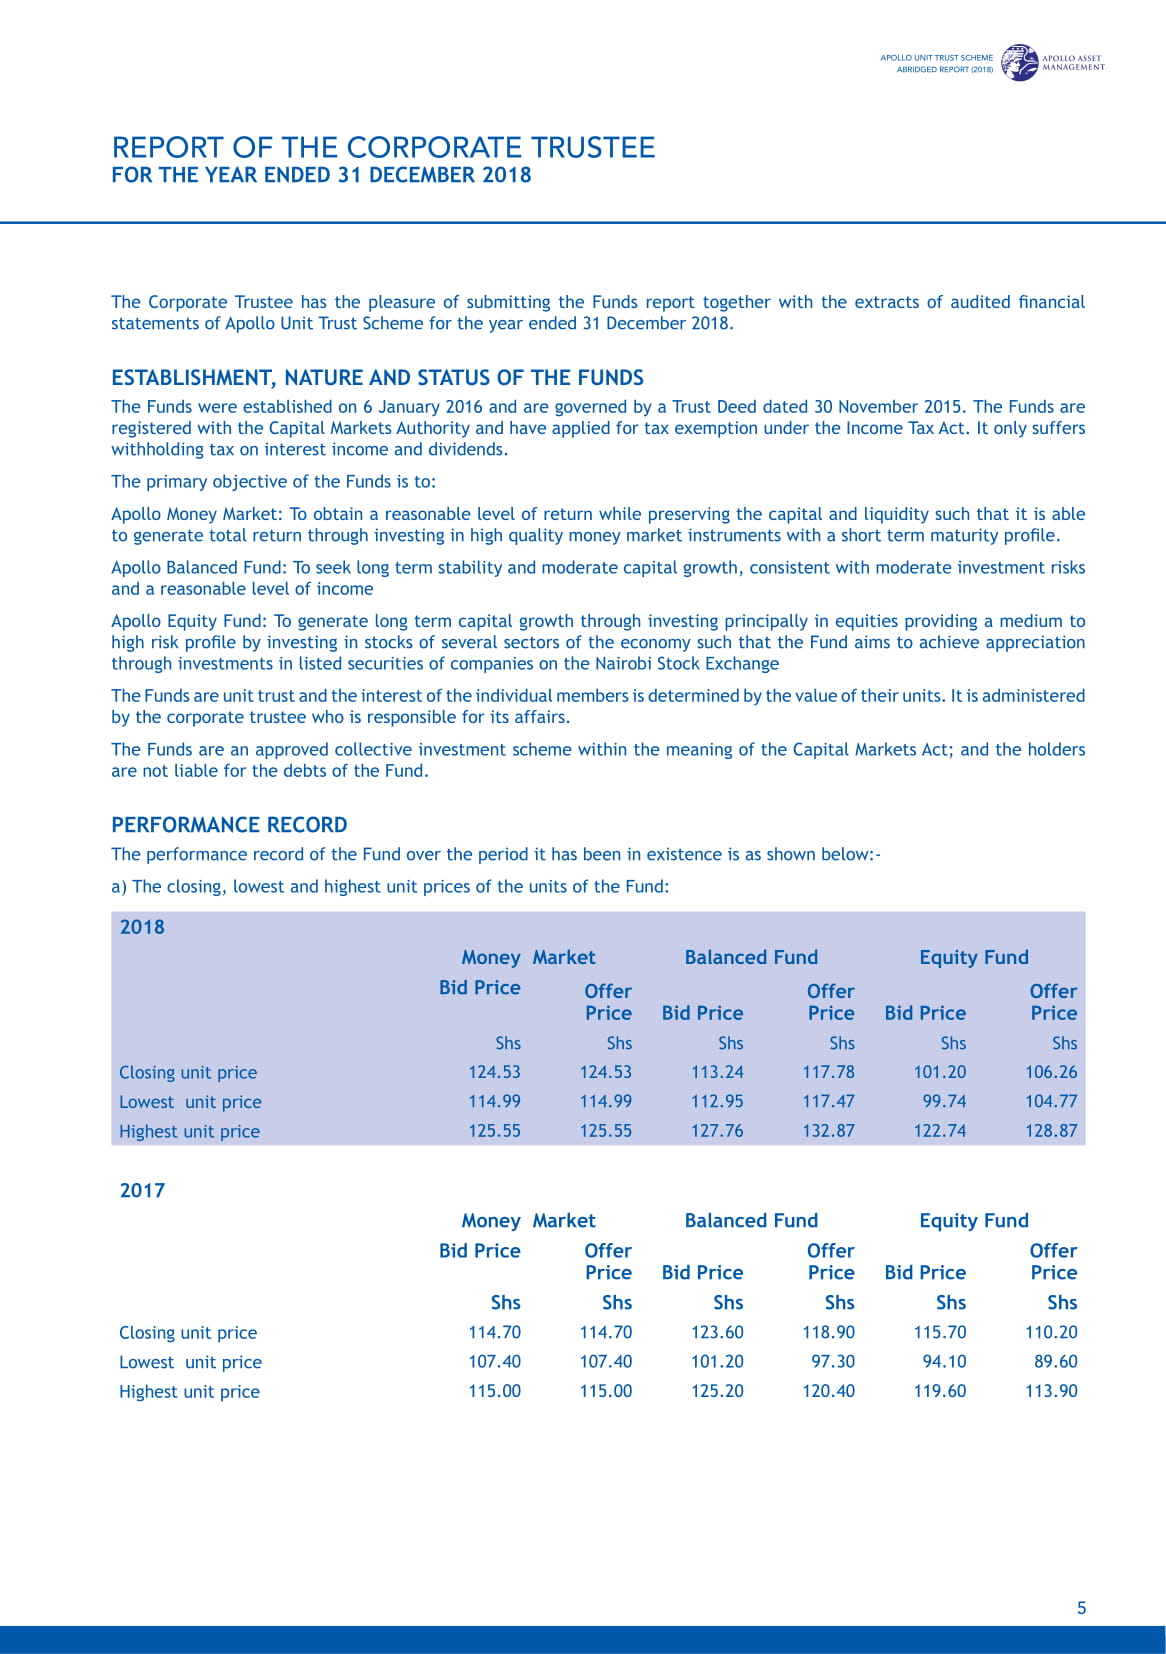 APOLLO UNIT TRUST SCHEME
ABRIDGED REPORT (2018)
APOLLO ASSET
MANAGEMENT
REPORT OF THE CORPORATE TRUSTEE
FOR THE YEAR ENDED 31 DECEMBER 2018
The Corporate Trustee has the pleasure of submitting the Funds report together with the extracts of audited financial
statements of Apollo Unit Trust Scheme for the year ended 31 December 2018.
ESTABLISHMENT, NATURE AND STATUS OF THE FUNDS
The Funds were established on 6 January 2016 and are governed by a Trust Deed dated 30 November 2015. The Funds are
registered with the Capital Markets Authority and have applied for tax exemption under the Income Tax Act. It only suffers
withholding tax on interest income and dividends.
The primary objective of the Funds is to:
Apollo Money Market: To obtain a reasonable level of return while preserving the capital and liquidity such that it is able
to generate total return through investing in high quality money market instruments with a short term maturity profile.
Apollo Balanced Fund: To seek long term stability and moderate capital growth, consistent with moderate investment risks
and a reasonable level of income
Apollo Equity Fund: To generate long term capital growth through investing principally in equities providing a medium to
high risk profile by investing in stocks of several sectors of the economy such that the Fund aims to achieve appreciation
through investments in listed securities of companies on the Nairobi Stock Exchange
The Funds are unit trust and the interest of the individual members is determined by the value of their units. It is administered
by the corporate trustee who is responsible for its affairs.
The Funds are an approved collective investment scheme within the meaning of the Capital Markets Act; and the holders
are not liable for the debts of the Fund.
PERFORMANCE RECORD
The performance record of the Fund over the period it has been in existence is as shown below:-
a) The closing, lowest and highest unit prices of the units of the Fund:
2018
Money Market Balanced Fund Equity Fund
Bid Price Offer Offer Offer
Price Bid Price Price Bid Price Price
Shs Shs Shs Shs Shs Shs
Closing unit price 124.53 124.53 113.24 117.78 101.20 106.26
Lowest unit price 114.99 114.99 112.95 117.47 99.74 104.77
Highest unit price 125.55 125.55 127.76 132.87 122.74 128.87
2017
Money Market Balanced Fund Equity Fund
Bid Price Offer Offer Offer
Price Bid Price Price Bid Price Price
Shs Shs Shs Shs Shs Shs
Closing unit price 114.70 114.70 123.60 118.90 115.70 110.20
Lowest unit price 107.40 107.40 101.20 97.30 94.10 89.60
Highest unit price 115.00 115.00 125.20 120.40 119.60 113.90
5